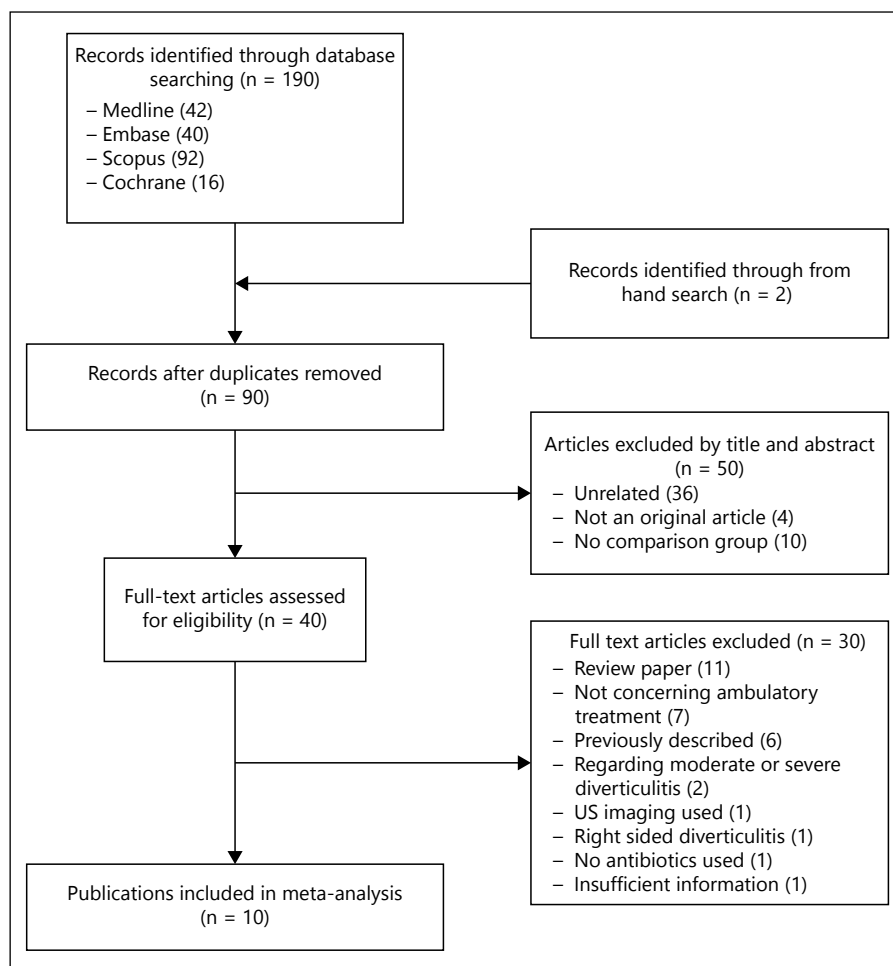 Records identified through database
searching (n = 190)
– Medline (42)
– Embase (40)
– Scopus (92)
– Cochrane (16)
Records identified through from
hand search (n = 2)
Records after duplicates removed
(n = 90)
Articles excluded by title and abstract
(n = 50)
– Unrelated (36)
– Not an original article (4)
– No comparison group (10)
Full-text articles assessed
for eligibility (n = 40)
Full text articles excluded (n = 30)
– Review paper (11)
– Not concerning ambulatory
treatment (7)
– Previously described (6)
– Regarding moderate or severe
diverticulitis (2)
– US imaging used (1)
– Right sided diverticulitis (1)
– No antibiotics used (1)
– Insufficient information (1)
Publications included in meta-analysis
(n = 10)